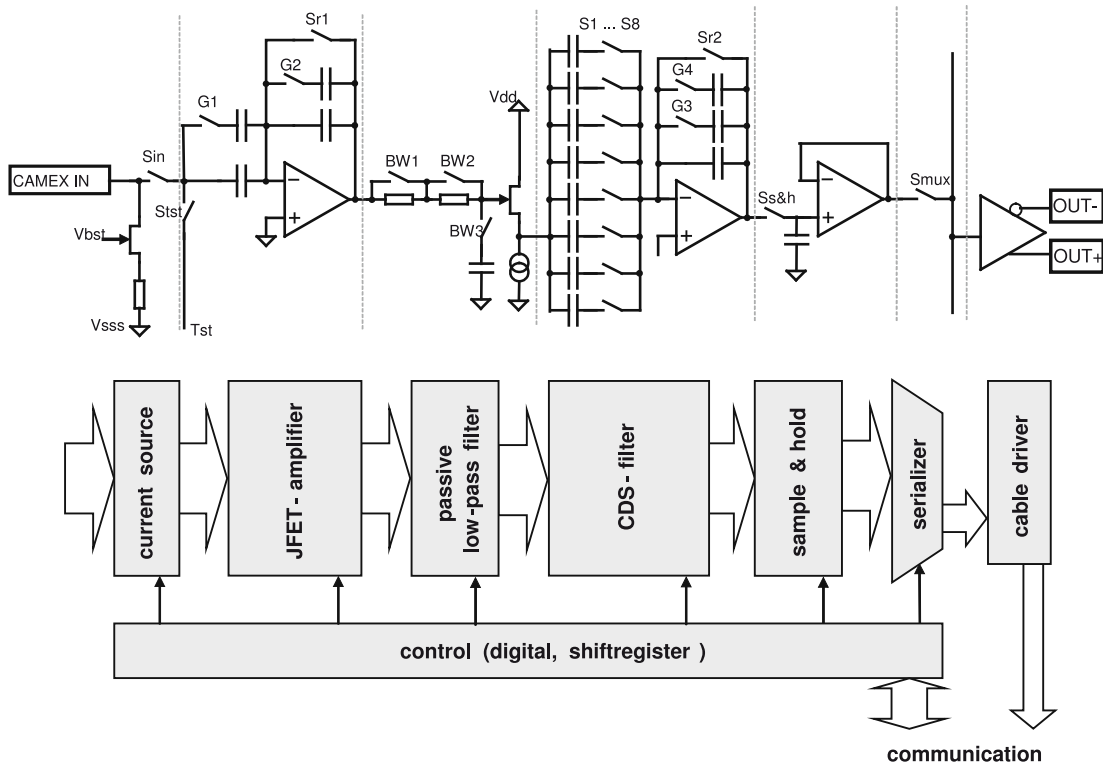 Sr1
S1 ... S8
Sr2
G2
G4
G1
Vdd
G3
CAMEX IN
Sin
BW1
BW2
Ss&h
Smux
OUT-
Stst
Vbst
BW3
OUT+
Vsss
Tst
current source
JFET - amplifier
passive
low-pass filter
CDS - filter
sample & hold
serializer
cable driver
control (digital, shiftregister )
communication